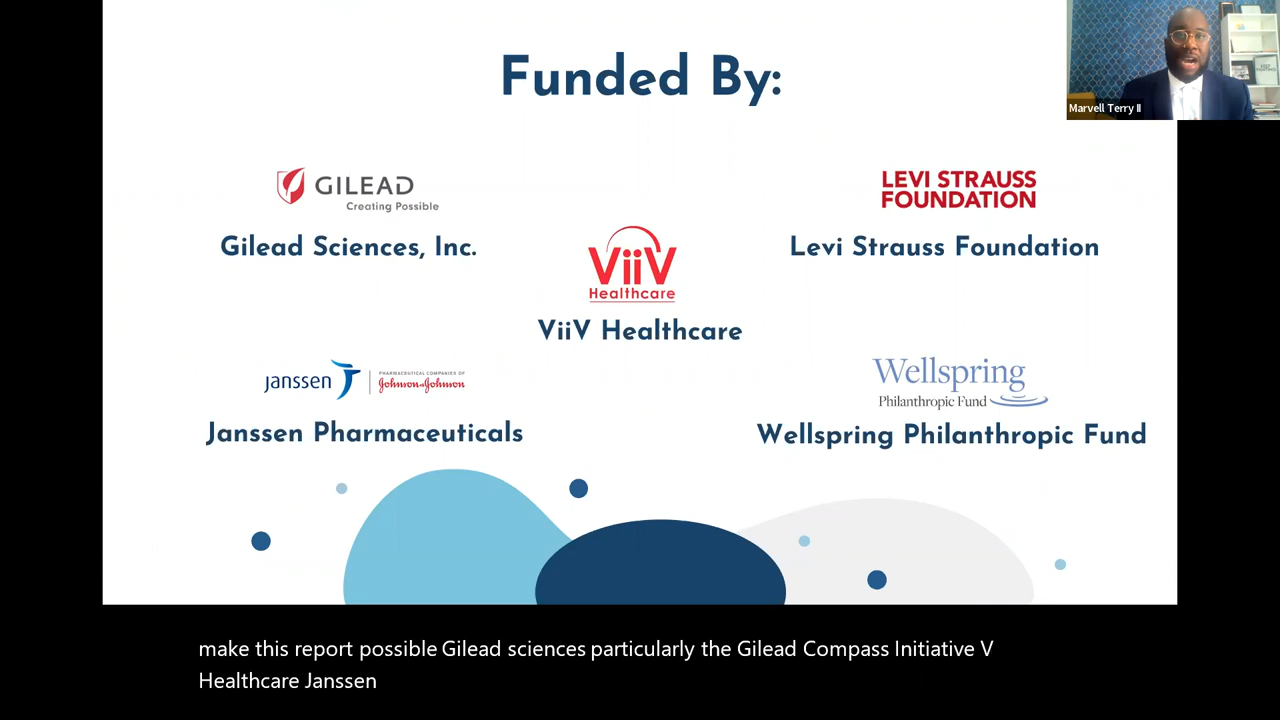 Funded By:
Marvell Terry II
GILEAD
Creating Possible
Gilead Sciences, Inc.
LEVI STRAUSS
FOUNDATION
Levi Strauss Foundation
ViiV
Healthcare
ViiV Healthcare
janssen
PHARMACEUTICAL COMPANIES OF
Johnson & Johnson
Janssen Pharmaceuticals
Wellspring
Philanthropic Fund
Wellspring Philanthropic Fund
make this report possible Gilead sciences particularly the Gilead Compass Initiative V
Healthcare Janssen